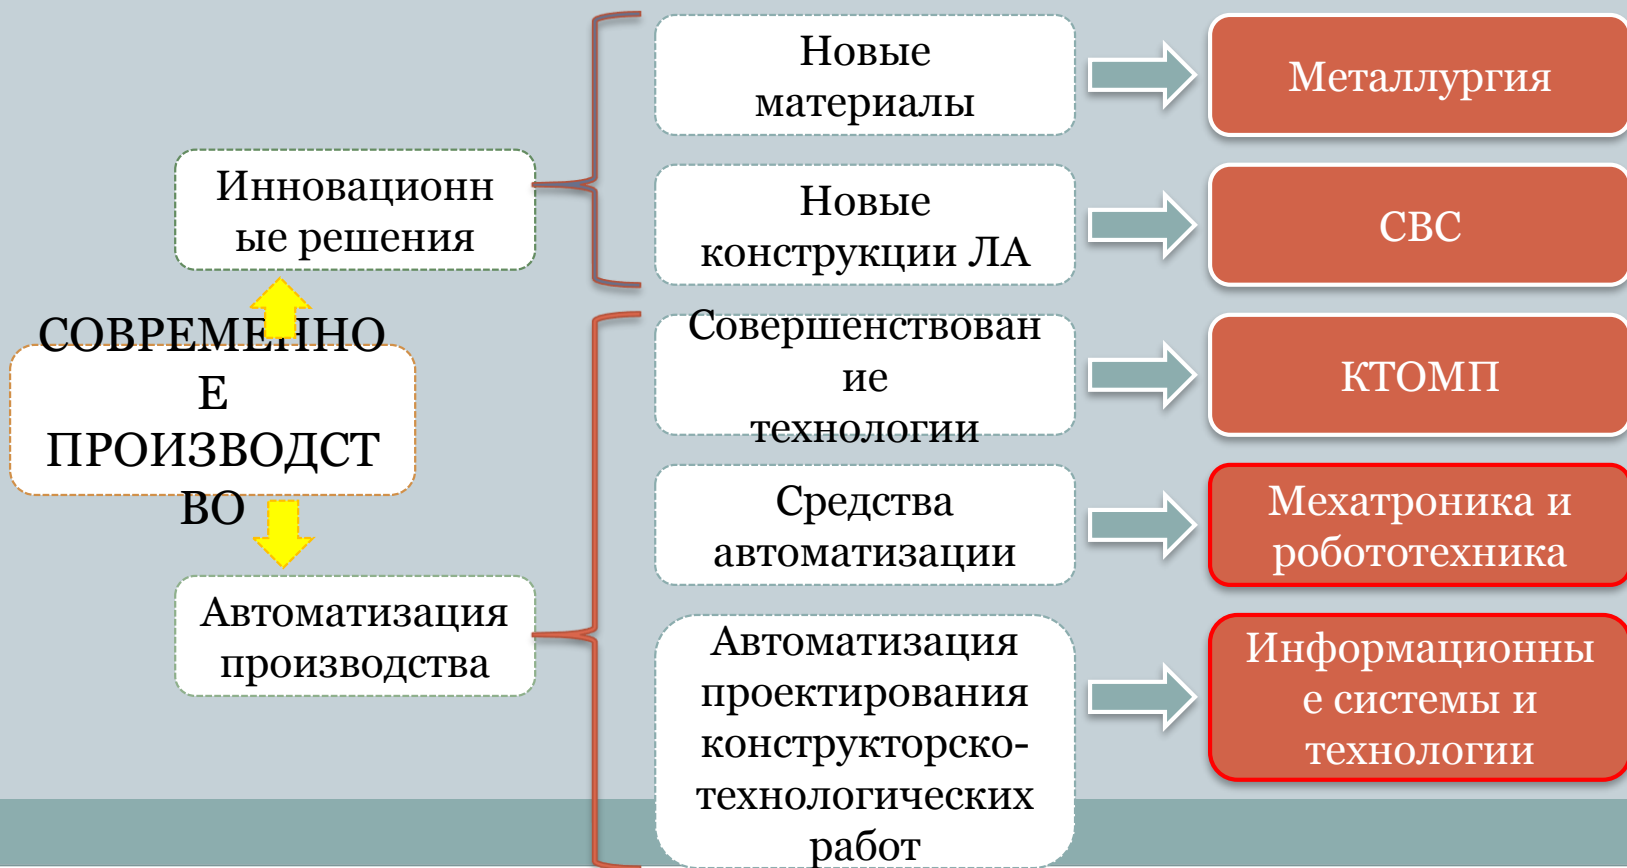 СОВРЕМЕННО
Е
ПРОИЗВОДСТ
ВО
Инновационн
ые решения
Новые
материалы
Металлургия
Новые
конструкции ЛА
СВС
Автоматизация
производства
Совершенствован
ие
технологии
КТОМП
Средства
автоматизации
Мехатроника и
робототехника
Автоматизация
проектирования
конструкторско-
технологических
работ
Информационны
е системы и
технологии